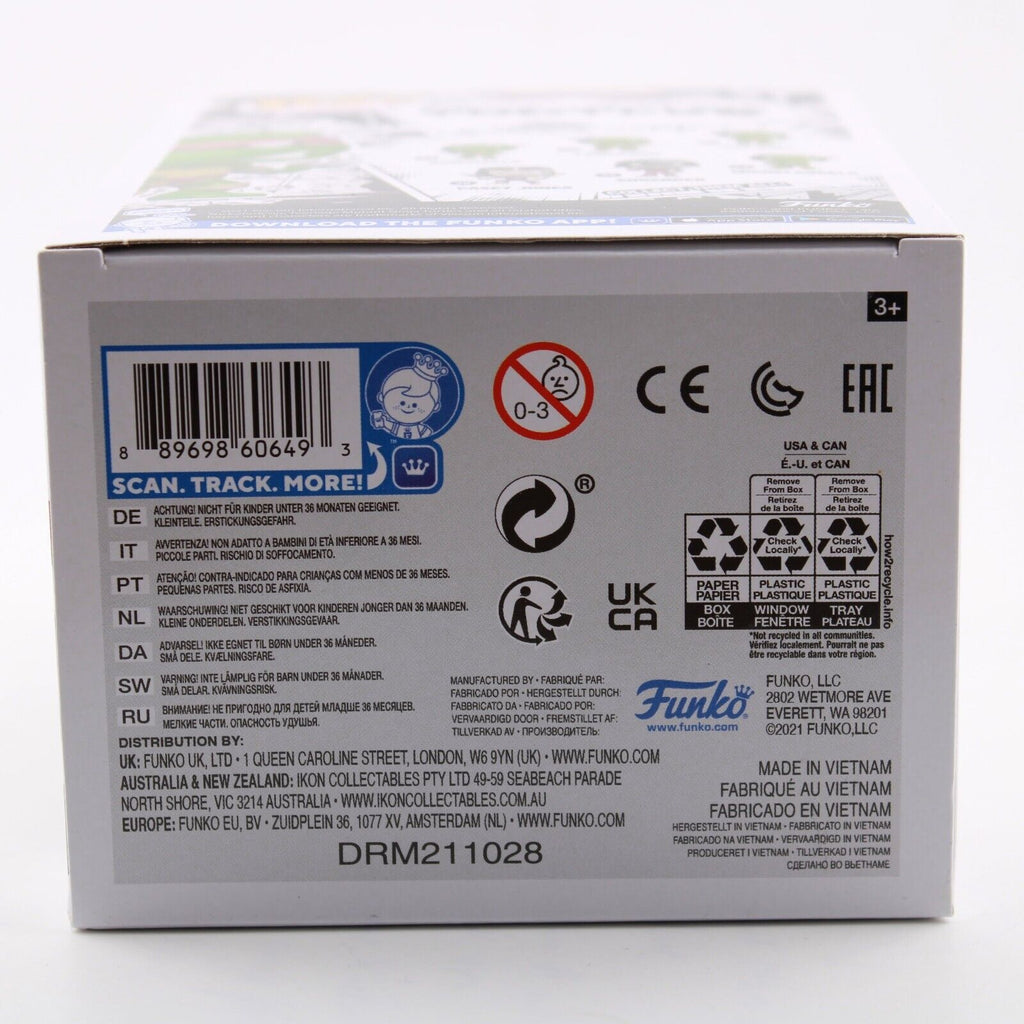 DOWNLOAD THE FUNKO APP!
Funko
3+
8 89698 60649 3
SCAN. TRACK. MORE!
™
0-3
CE
EAC
®
UK
CA
USA & CAN
É.-U. et CAN
Remove From Box
Retirez de la boîte
Remove From Box
Retirez de la boîte
Check Locally*
Check Locally*
PAPER
PAPIER
PLASTIC
PLASTIQUE
PLASTIC
PLASTIQUE
BOX
BOÎTE
WINDOW
FENÊTRE
TRAY
PLATEAU
how2recycle.info
*Not recycled in all communities.
Vérifiez localement. Pourrait ne pas
être recyclable dans votre région.
DE ACHTUNG! NICHT FÜR KINDER UNTER 36 MONATEN GEEIGNET.
KLEINTEILE. ERSTICKUNGSGEFAHR.
IT AVVERTENZA! NON ADATTO A BAMBINI DI ETÀ INFERIORE A 36 MESI.
PICCOLE PARTI. RISCHIO DI SOFFOCAMENTO.
PT ATENÇÃO! CONTRA-INDICADO PARA CRIANÇAS COM MENOS DE 36 MESES.
PEQUENAS PARTES. RISCO DE ASFIXIA.
NL WAARSCHUWING! NIET GESCHIKT VOOR KINDEREN JONGER DAN 36 MAANDEN.
KLEINE ONDERDELEN. VERSTIKKINGSGEVAAR.
DA ADVARSEL! IKKE EGNET TIL BØRN UNDER 36 MÅNEDER.
SMÅ DELE. KVÆLNINGSFARE.
SW VARNING! INTE LÄMPLIG FÖR BARN UNDER 36 MÅNADER.
SMÅ DELAR. KVÄVNINGSRISK.
RU ВНИМАНИЕ! НЕ ПРИГОДНО ДЛЯ ДЕТЕЙ МЛАДШЕ 36 МЕСЯЦЕВ.
МЕЛКИЕ ЧАСТИ. ОПАСНОСТЬ УДУШЬЯ.
MANUFACTURED BY • FABRIQUÉ PAR:
FABRICADO POR • HERGESTELLT DURCH:
FABBRICATO DA • FABRICADO POR:
VERVAARDIGD DOOR • FREMSTILLET AF:
TILLVERKAD AV • ПРОИЗВОДИТЕЛЬ:
Funko®
www.funko.com
FUNKO, LLC
2802 WETMORE AVE
EVERETT, WA 98201
©2021 FUNKO,LLC
DISTRIBUTION BY:
UK: FUNKO UK, LTD • 1 QUEEN CAROLINE STREET, LONDON, W6 9YN (UK) • WWW.FUNKO.COM
AUSTRALIA & NEW ZEALAND: IKON COLLECTABLES PTY LTD 49-59 SEABEACH PARADE
NORTH SHORE, VIC 3214 AUSTRALIA • WWW.IKONCOLLECTABLES.COM.AU
EUROPE: FUNKO EU, BV • ZUIDPLEIN 36, 1077 XV, AMSTERDAM (NL) • WWW.FUNKO.COM
DRM211028
MADE IN VIETNAM
FABRIQUÉ AU VIETNAM
FABRICADO EN VIETNAM
HERGESTELLT IN VIETNAM • FABBRICATO IN VIETNAM
FABRICADO NA VIETNAM • VERVAARDIGD IN VIETNAM
PRODUCERET I VIETNAM • TILLVERKAD I VIETNAM
СДЕЛАНО ВО ВЬЕТНАМЕ